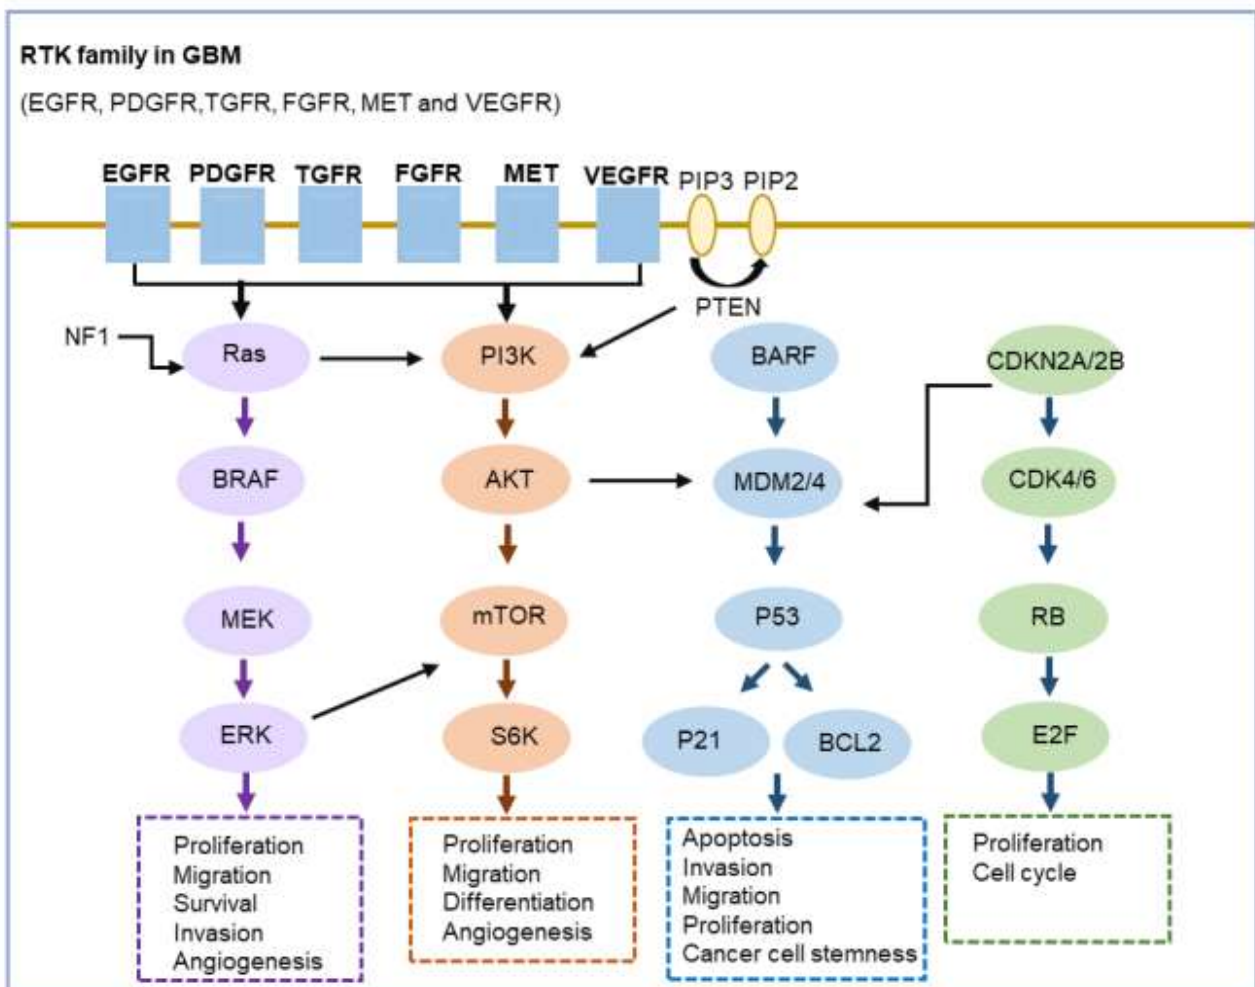 RTK family in GBM
(EGFR, PDGFR,TGFR, FGFR, MET and VEGFR)
EGFR PDGFR TGFR FGFR MET VEGFR PIP3 PIP2
PTEN
NF1
Ras PI3K BARF CDKN2A/2B
BRAF AKT MDM2/4 CDK4/6
MEK mTOR P53 RB
ERK S6K P21 BCL2 E2F
Proliferation
Migration
Survival
Invasion
Angiogenesis
Proliferation
Migration
Differentiation
Angiogenesis
Apoptosis
Invasion
Migration
Proliferation
Cancer cell stemness
Proliferation
Cell cycle